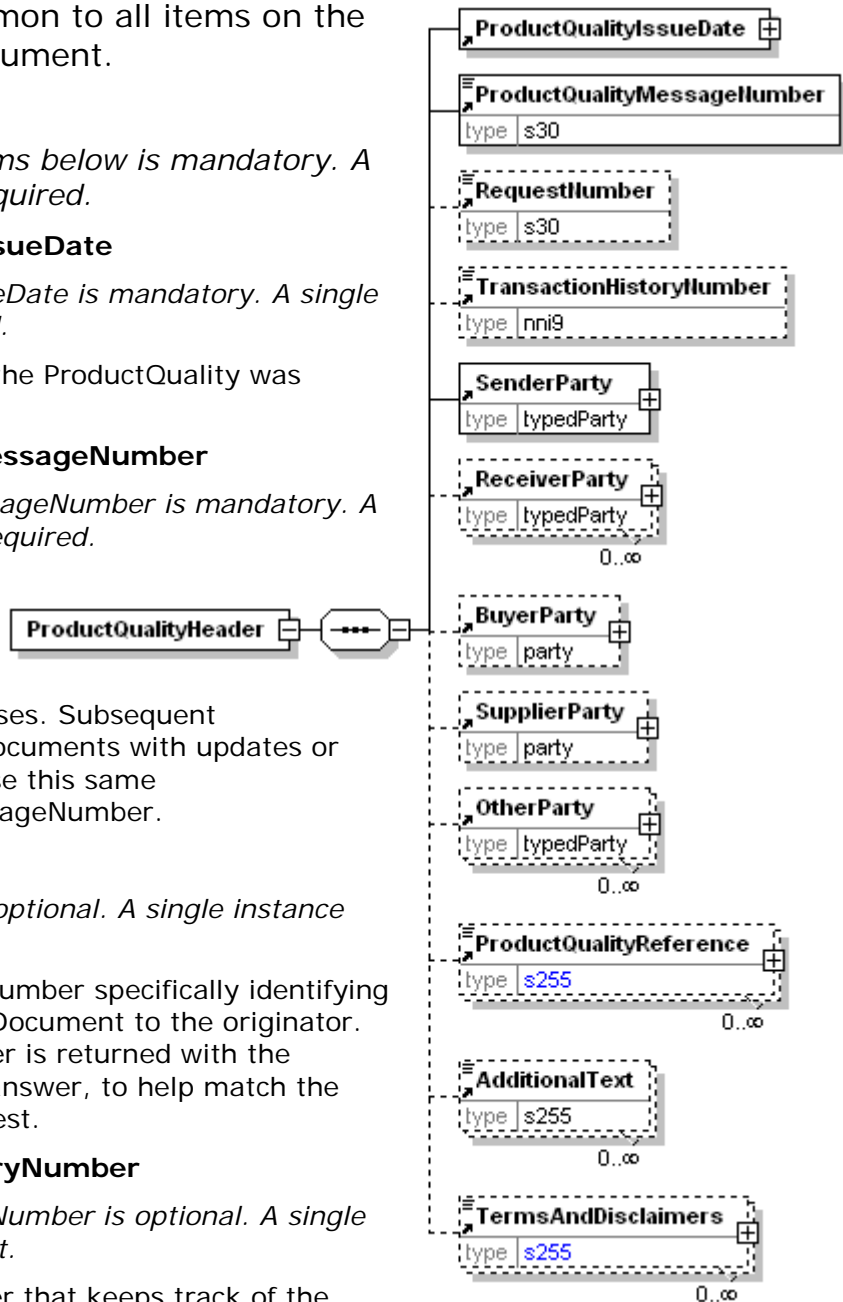 mon to all items on the
ument.
ms below is mandatory. A
quired.
sueDate
eDate is mandatory. A single
.
he ProductQuality was
essageNumber
ageNumber is mandatory. A
equired.
ses. Subsequent
ocuments with updates or
se this same
ageNumber.
optional. A single instance
umber specifically identifying
Document to the originator.
er is returned with the
nswer, to help match the
est.
ryNumber
Number is optional. A single
t.
er that keeps track of the
ProductQualityHeader
ProductQualityIssueDate
ProductQualityMessageNumber
type s30
RequestNumber
type s30
TransactionHistoryNumber
type nni9
SenderParty
type typedParty
ReceiverParty
type typedParty
0..∞
BuyerParty
type party
SupplierParty
type party
OtherParty
type typedParty
0..∞
ProductQualityReference
type s255
0..∞
AdditionalText
type s255
0..∞
TermsAndDisclaimers
type s255
0..∞